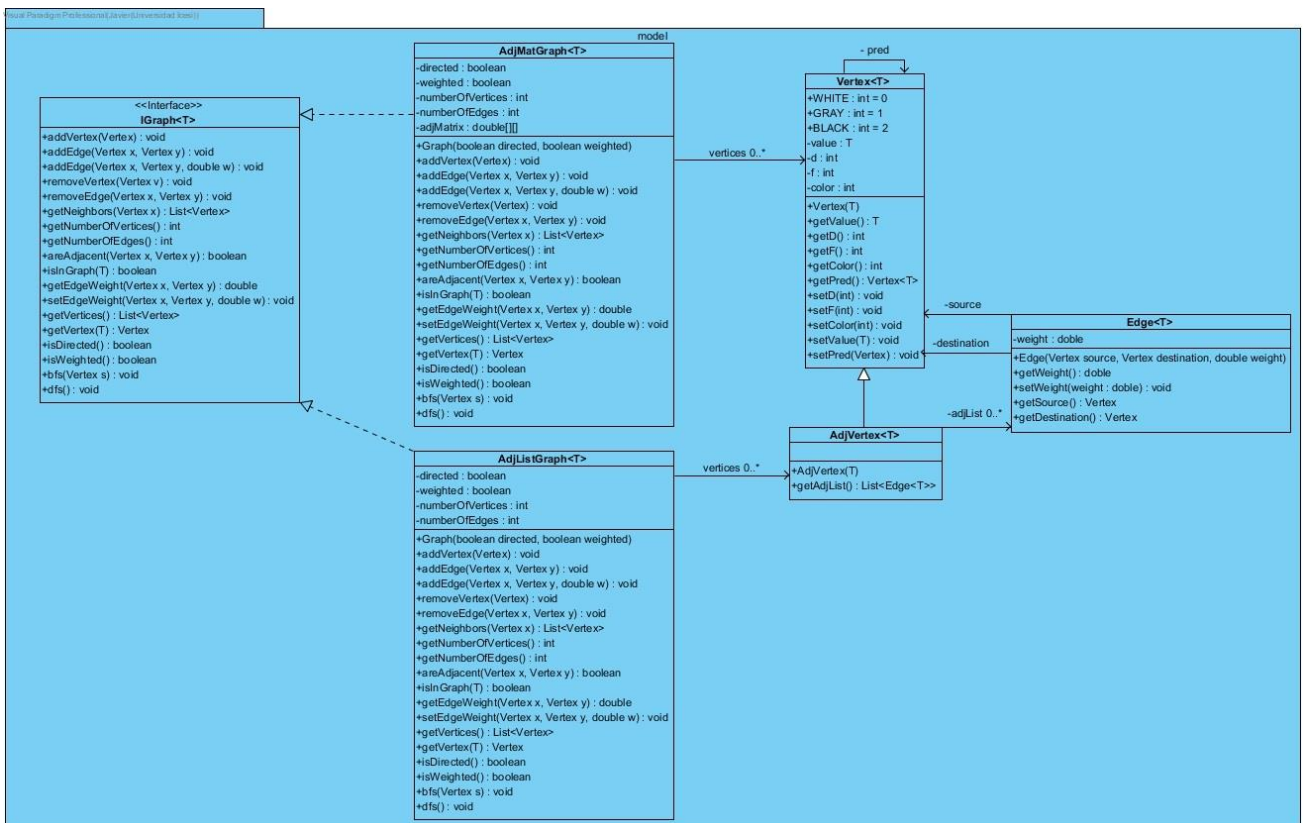 Visual Paradigm Professional(Javier(Universidad Icesi))
model
<<Interface>>
IGraph<T>
+addVertex(Vertex) : void
+addEdge(Vertex x, Vertex y) : void
+addEdge(Vertex x, Vertex y, double w) : void
+removeVertex(Vertex v) : void
+removeEdge(Vertex x, Vertex y) : void
+getNeighbors(Vertex x) : List<Vertex>
+getNumberOfVertices() : int
+getNumberOfEdges() : int
+areAdjacent(Vertex x, Vertex y) : boolean
+isInGraph(T) : boolean
+getEdgeWeight(Vertex x, Vertex y) : double
+setEdgeWeight(Vertex x, Vertex y, double w) : void
+getVertices() : List<Vertex>
+getVertex(T) : Vertex
+isDirected() : boolean
+isWeighted() : boolean
+bfs(Vertex s) : void
+dfs() : void
AdjMatGraph<T>
-directed : boolean
-weighted : boolean
-numberOfVertices : int
-numberOfEdges : int
-adjMatrix : double[][]
+Graph(boolean directed, boolean weighted)
+addVertex(Vertex) : void
+addEdge(Vertex x, Vertex y) : void
+addEdge(Vertex x, Vertex y, double w) : void
+removeVertex(Vertex) : void
+removeEdge(Vertex x, Vertex y) : void
+getNeighbors(Vertex x) : List<Vertex>
+getNumberOfVertices() : int
+getNumberOfEdges() : int
+areAdjacent(Vertex x, Vertex y) : boolean
+isInGraph(T) : boolean
+getEdgeWeight(Vertex x, Vertex y) : double
+setEdgeWeight(Vertex x, Vertex y, double w) : void
+getVertices() : List<Vertex>
+getVertex(T) : Vertex
+isDirected() : boolean
+isWeighted() : boolean
+bfs(Vertex s) : void
+dfs() : void
vertices 0..*
- pred
Vertex<T>
+WHITE : int = 0
+GRAY : int = 1
+BLACK : int = 2
-value : T
-d : int
-f : int
-color : int
+Vertex(T)
+getValue() : T
+getD() : int
+getF() : int
+getColor() : int
+getPred() : Vertex<T>
+setD(int) : void
+setF(int) : void
+setColor(int) : void
+setValue(T) : void
+setPred(Vertex) : void
-source
-destination
Edge<T>
-weight : doble
+Edge(Vertex source, Vertex destination, double weight)
+getWeight() : doble
+setWeight(weight : doble) : void
+getSource() : Vertex
+getDestination() : Vertex
-adjList 0..*
AdjVertex<T>
+AdjVertex(T)
+getAdjList() : List<Edge<T>>
vertices 0..*
AdjListGraph<T>
-directed : boolean
-weighted : boolean
-numberOfVertices : int
-numberOfEdges : int
+Graph(boolean directed, boolean weighted)
+addVertex(Vertex) : void
+addEdge(Vertex x, Vertex y) : void
+addEdge(Vertex x, Vertex y, double w) : void
+removeVertex(Vertex) : void
+removeEdge(Vertex x, Vertex y) : void
+getNeighbors(Vertex x) : List<Vertex>
+getNumberOfVertices() : int
+getNumberOfEdges() : int
+areAdjacent(Vertex x, Vertex y) : boolean
+isInGraph(T) : boolean
+getEdgeWeight(Vertex x, Vertex y) : double
+setEdgeWeight(Vertex x, Vertex y, double w) : void
+getVertices() : List<Vertex>
+getVertex(T) : Vertex
+isDirected() : boolean
+isWeighted() : boolean
+bfs(Vertex s) : void
+dfs() : void